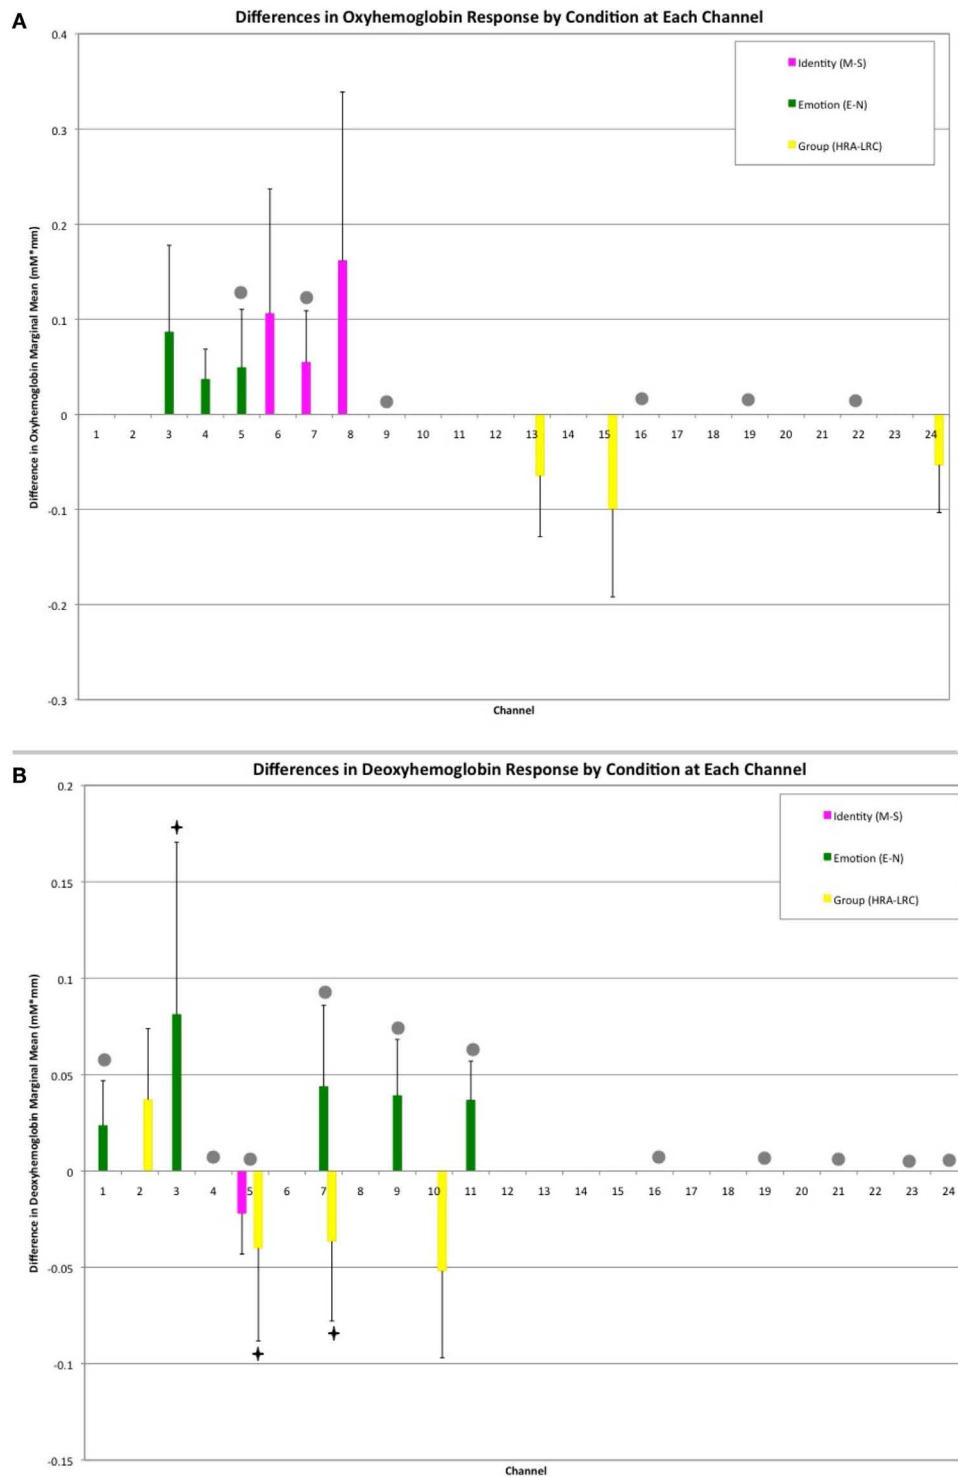 A
Differences in Oxyhemoglobin Response by Condition at Each Channel
Difference in Oxyhemoglobin Marginal Mean (mM*mm)
0.4
0.3
0.2
0.1
0
-0.1
-0.2
-0.3
Identity (M-S)
Emotion (E-N)
Group (HRA-LRC)
1 2 3 4 5 6 7 8 9 10 11 12 13 14 15 16 17 18 19 20 21 22 23 24
Channel
B
Differences in Deoxyhemoglobin Response by Condition at Each Channel
Difference in Deoxyhemoglobin Marginal Mean (mM*mm)
0.2
0.15
0.1
0.05
0
-0.05
-0.1
-0.15
Identity (M-S)
Emotion (E-N)
Group (HRA-LRC)
1 2 3 4 5 6 7 8 9 10 11 12 13 14 15 16 17 18 19 20 21 22 23 24
Channel